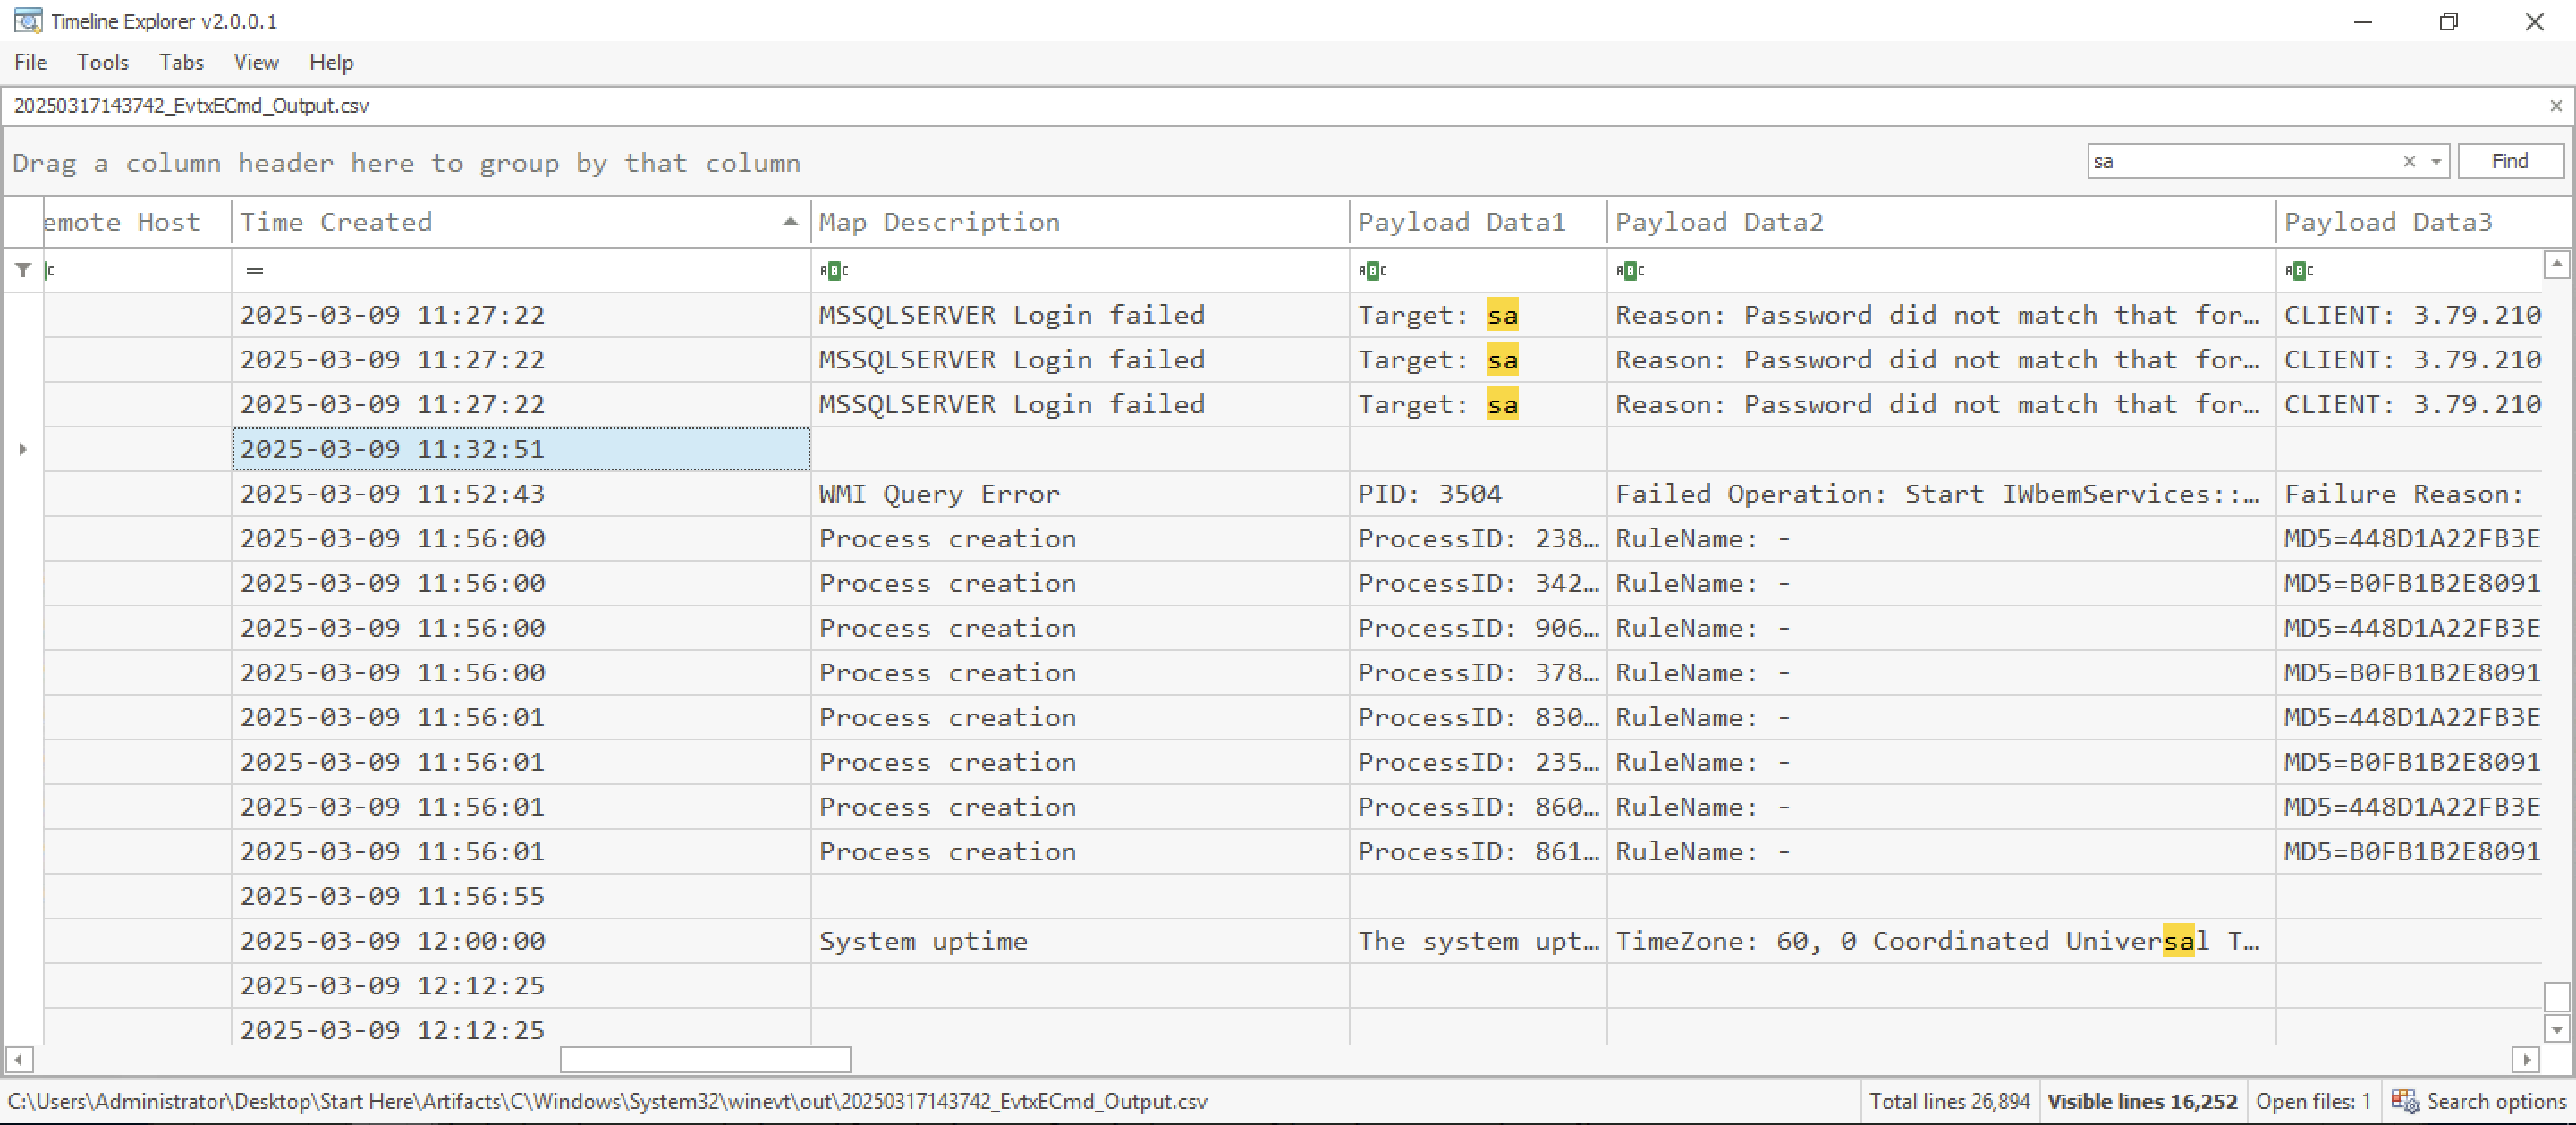 Timeline Explorer v2.0.0.1
File Tools Tabs View Help
20250317143742_EvtxECmd_Output.csv
Drag a column header here to group by that column
sa Find
emote Host Time Created Map Description Payload Data1 Payload Data2 Payload Data3
= ABC ABC ABC ABC
2025-03-09 11:27:22 MSSQLSERVER Login failed Target: sa Reason: Password did not match that for… CLIENT: 3.79.210
2025-03-09 11:27:22 MSSQLSERVER Login failed Target: sa Reason: Password did not match that for… CLIENT: 3.79.210
2025-03-09 11:27:22 MSSQLSERVER Login failed Target: sa Reason: Password did not match that for… CLIENT: 3.79.210
2025-03-09 11:32:51
2025-03-09 11:52:43 WMI Query Error PID: 3504 Failed Operation: Start IWbemServices::… Failure Reason:
2025-03-09 11:56:00 Process creation ProcessID: 238… RuleName: - MD5=448D1A22FB3E
2025-03-09 11:56:00 Process creation ProcessID: 342… RuleName: - MD5=B0FB1B2E8091
2025-03-09 11:56:00 Process creation ProcessID: 906… RuleName: - MD5=448D1A22FB3E
2025-03-09 11:56:00 Process creation ProcessID: 378… RuleName: - MD5=B0FB1B2E8091
2025-03-09 11:56:01 Process creation ProcessID: 830… RuleName: - MD5=448D1A22FB3E
2025-03-09 11:56:01 Process creation ProcessID: 235… RuleName: - MD5=B0FB1B2E8091
2025-03-09 11:56:01 Process creation ProcessID: 860… RuleName: - MD5=448D1A22FB3E
2025-03-09 11:56:01 Process creation ProcessID: 861… RuleName: - MD5=B0FB1B2E8091
2025-03-09 11:56:55
2025-03-09 12:00:00 System uptime The system upt… TimeZone: 60, 0 Coordinated Universal T…
2025-03-09 12:12:25
2025-03-09 12:12:25
C:\Users\Administrator\Desktop\Start Here\Artifacts\C\Windows\System32\winevt\out\20250317143742_EvtxECmd_Output.csv Total lines 26,894 Visible lines 16,252 Open files: 1 Search options